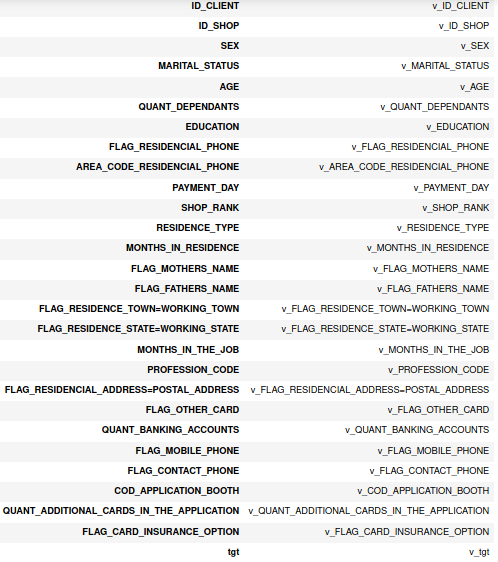 ID_CLIENT v_ID_CLIENT
ID_SHOP v_ID_SHOP
SEX v_SEX
MARITAL_STATUS v_MARITAL_STATUS
AGE v_AGE
QUANT_DEPENDANTS v_QUANT_DEPENDANTS
EDUCATION v_EDUCATION
FLAG_RESIDENCIAL_PHONE v_FLAG_RESIDENCIAL_PHONE
AREA_CODE_RESIDENCIAL_PHONE v_AREA_CODE_RESIDENCIAL_PHONE
PAYMENT_DAY v_PAYMENT_DAY
SHOP_RANK v_SHOP_RANK
RESIDENCE_TYPE v_RESIDENCE_TYPE
MONTHS_IN_RESIDENCE v_MONTHS_IN_RESIDENCE
FLAG_MOTHERS_NAME v_FLAG_MOTHERS_NAME
FLAG_FATHERS_NAME v_FLAG_FATHERS_NAME
FLAG_RESIDENCE_TOWN=WORKING_TOWN v_FLAG_RESIDENCE_TOWN=WORKING_TOWN
FLAG_RESIDENCE_STATE=WORKING_STATE v_FLAG_RESIDENCE_STATE=WORKING_STATE
MONTHS_IN_THE_JOB v_MONTHS_IN_THE_JOB
PROFESSION_CODE v_PROFESSION_CODE
FLAG_RESIDENCIAL_ADDRESS=POSTAL_ADDRESS v_FLAG_RESIDENCIAL_ADDRESS=POSTAL_ADDRESS
FLAG_OTHER_CARD v_FLAG_OTHER_CARD
QUANT_BANKING_ACCOUNTS v_QUANT_BANKING_ACCOUNTS
FLAG_MOBILE_PHONE v_FLAG_MOBILE_PHONE
FLAG_CONTACT_PHONE v_FLAG_CONTACT_PHONE
COD_APPLICATION_BOOTH v_COD_APPLICATION_BOOTH
QUANT_ADDITIONAL_CARDS_IN_THE_APPLICATION v_QUANT_ADDITIONAL_CARDS_IN_THE_APPLICATION
FLAG_CARD_INSURANCE_OPTION v_FLAG_CARD_INSURANCE_OPTION
tgt v_tgt